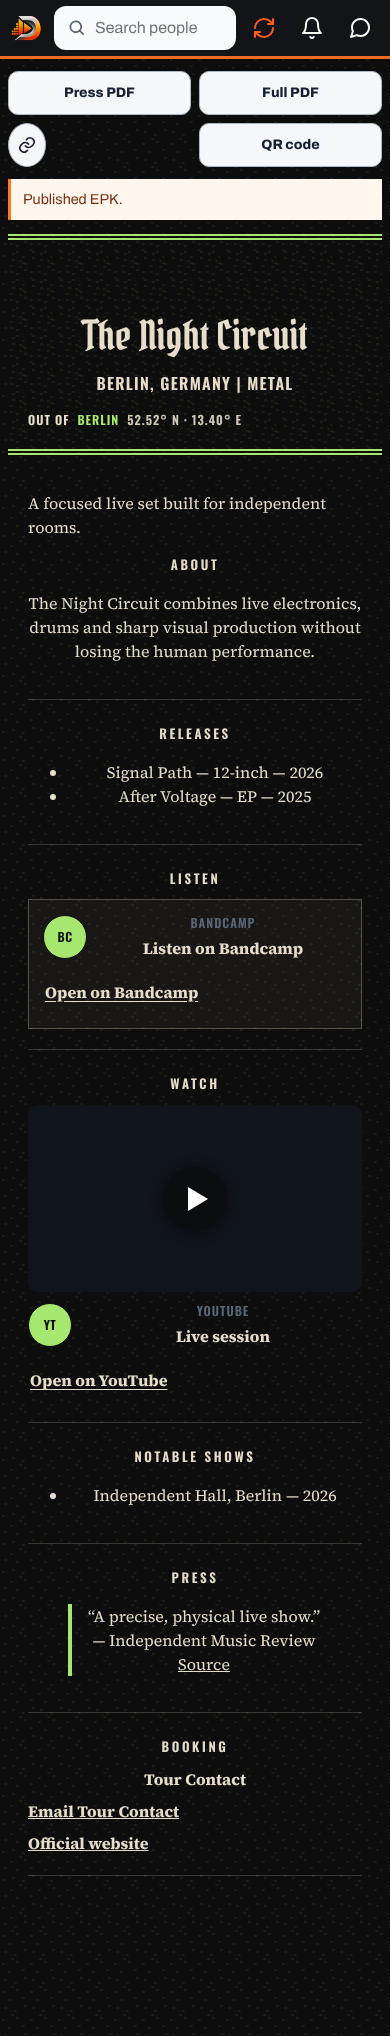 Search people
Press PDF
Full PDF
QR code
Published EPK.
The Night Circuit
BERLIN, GERMANY | METAL
OUT OF BERLIN 52.52° N · 13.40° E
A focused live set built for independent
rooms.
ABOUT
The Night Circuit combines live electronics,
drums and sharp visual production without
losing the human performance.
RELEASES
• Signal Path — 12-inch — 2026
• After Voltage — EP — 2025
LISTEN
BC
BANDCAMP
Listen on Bandcamp
Open on Bandcamp
WATCH
YT
YOUTUBE
Live session
Open on YouTube
NOTABLE SHOWS
• Independent Hall, Berlin — 2026
PRESS
“A precise, physical live show.”
— Independent Music Review
Source
BOOKING
Tour Contact
Email Tour Contact
Official website